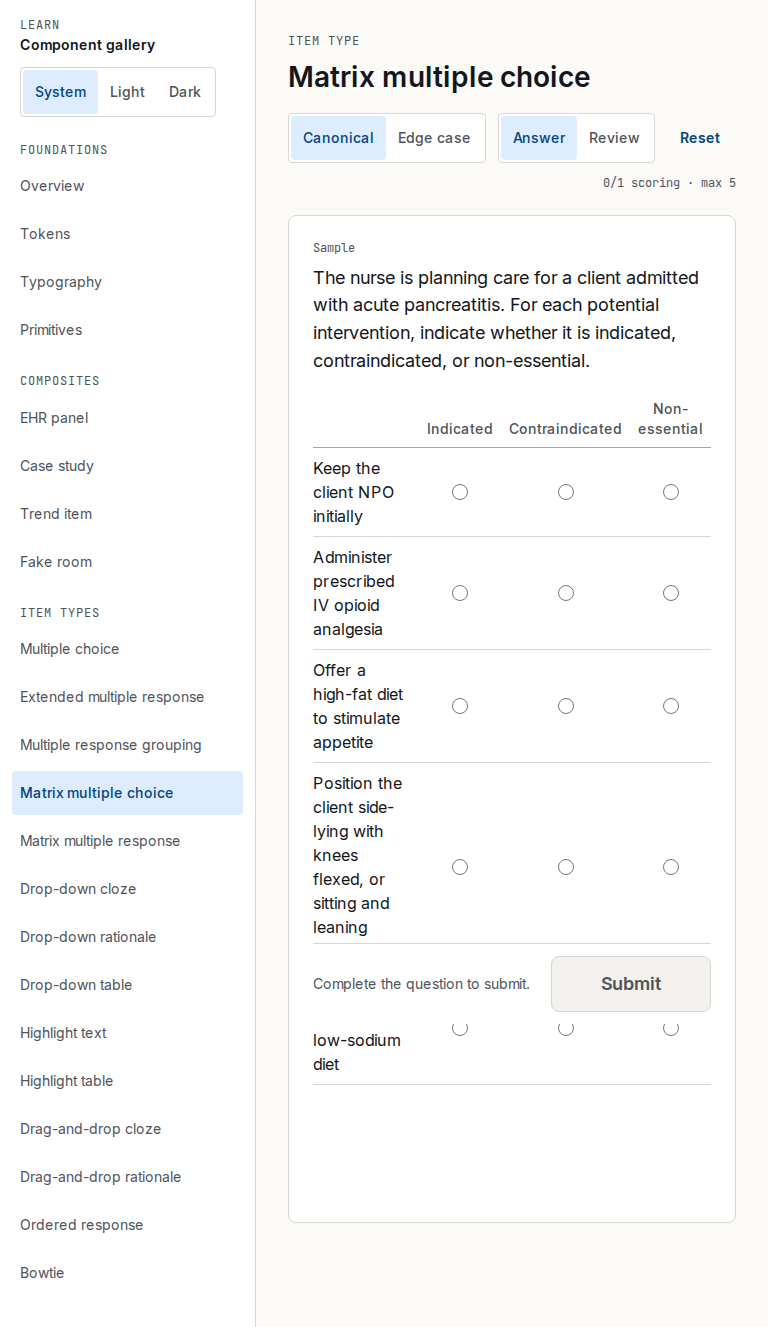 LEARN
Component gallery
System Light Dark
FOUNDATIONS
Overview
Tokens
Typography
Primitives
COMPOSITES
EHR panel
Case study
Trend item
Fake room
ITEM TYPES
Multiple choice
Extended multiple response
Multiple response grouping
Matrix multiple choice
Matrix multiple response
Drop-down cloze
Drop-down rationale
Drop-down table
Highlight text
Highlight table
Drag-and-drop cloze
Drag-and-drop rationale
Ordered response
Bowtie
ITEM TYPE
Matrix multiple choice
Canonical Edge case Answer Review Reset
0/1 scoring · max 5
Sample
The nurse is planning care for a client admitted
with acute pancreatitis. For each potential
intervention, indicate whether it is indicated,
contraindicated, or non-essential.
Indicated Contraindicated Non-
essential
Keep the
client NPO
initially
Administer
prescribed
IV opioid
analgesia
Offer a
high-fat diet
to stimulate
appetite
Position the
client side-
lying with
knees
flexed, or
sitting and
leaning
Complete the question to submit. Submit
low-sodium
diet